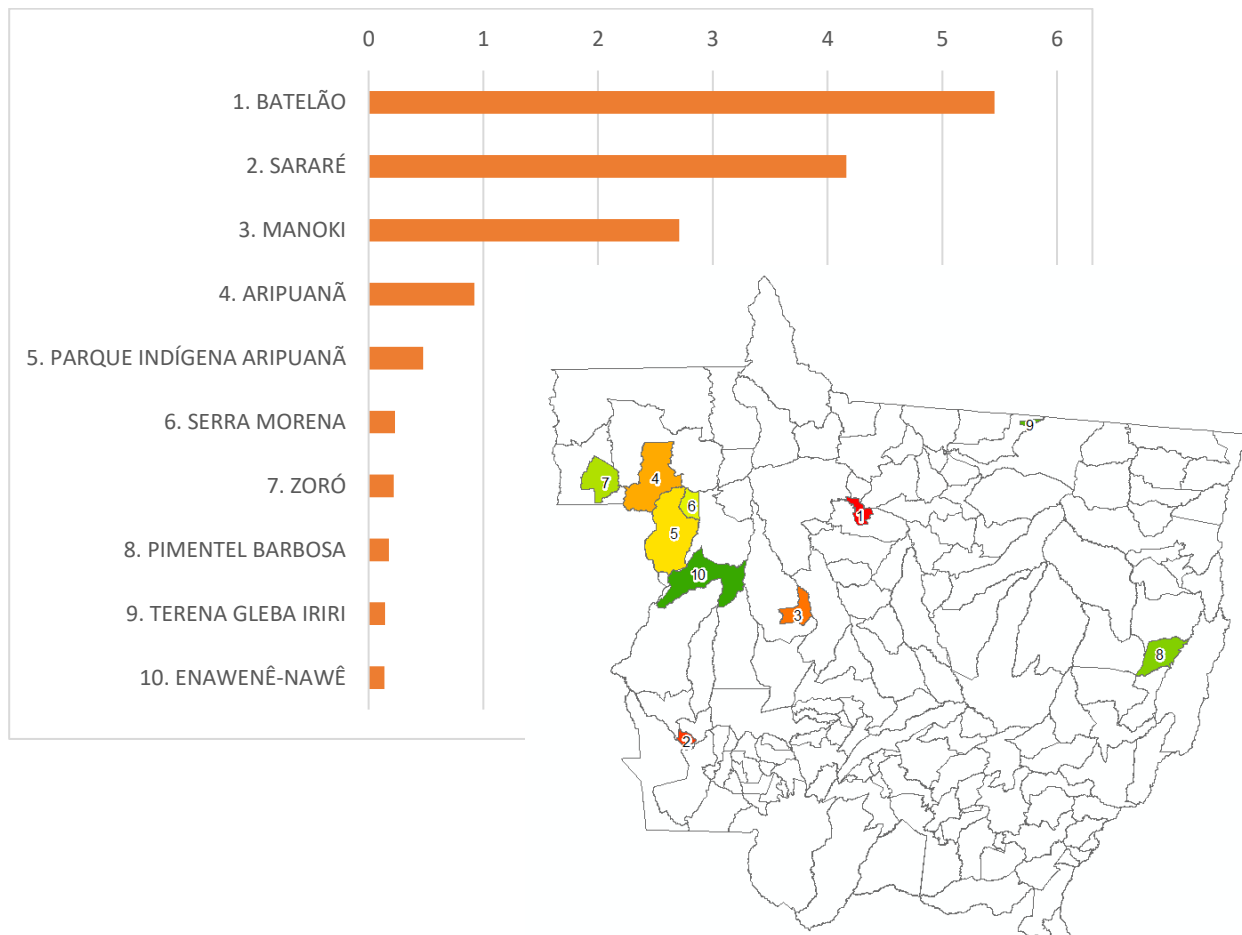 0 1 2 3 4 5 6
1. BATELÃO
2. SARARÉ
3. MANOKI
4. ARIPUANÃ
5. PARQUE INDÍGENA ARIPUANÃ
6. SERRA MORENA
7. ZORÓ
8. PIMENTEL BARBOSA
9. TERENA GLEBA IRIRI
10. ENAWENÊ-NAWÊ
9
7
4
6
1
5
10
3
8
2